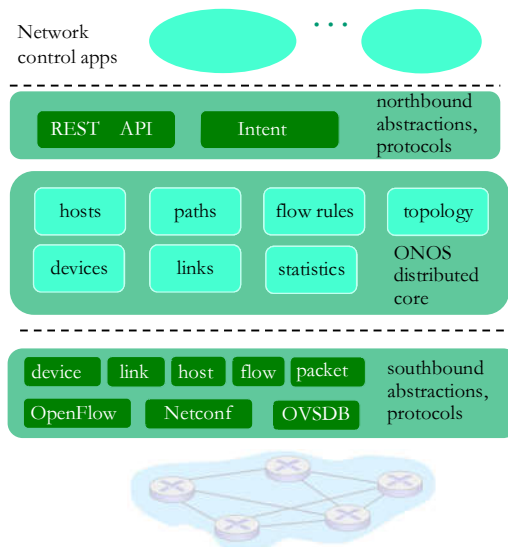 Network
control apps
...
REST API
Intent
northbound
abstractions,
protocols
hosts
paths
flow rules
topology
devices
links
statistics
ONOS
distributed
core
device
link
host
flow
packet
OpenFlow
Netconf
OVSDB
southbound
abstractions,
protocols